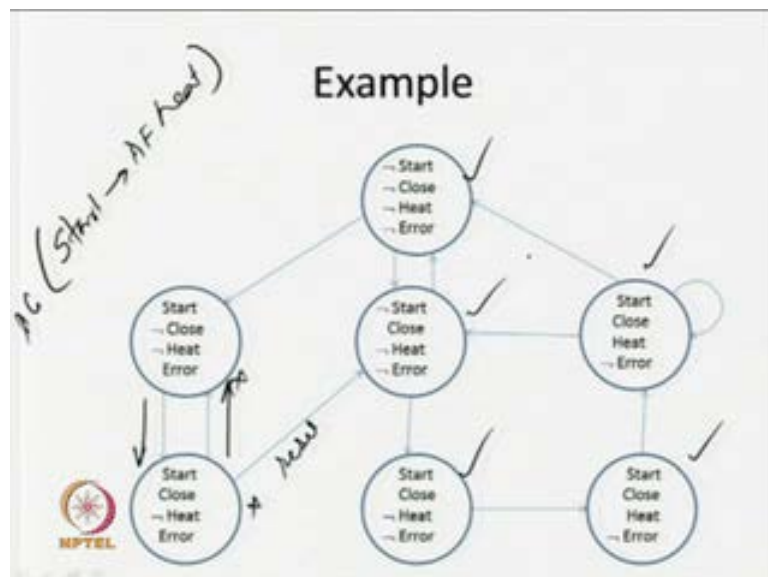 Example
AG (Start → AF heat)
¬ Start
¬ Close
¬ Heat
¬ Error
Start
¬ Close
¬ Heat
Error
¬ Start
Close
¬ Heat
¬ Error
Start
Close
Heat
¬ Error
reset
Start
Close
¬ Heat
Error
Start
Close
¬ Heat
¬ Error
Start
Close
Heat
¬ Error
NPTEL